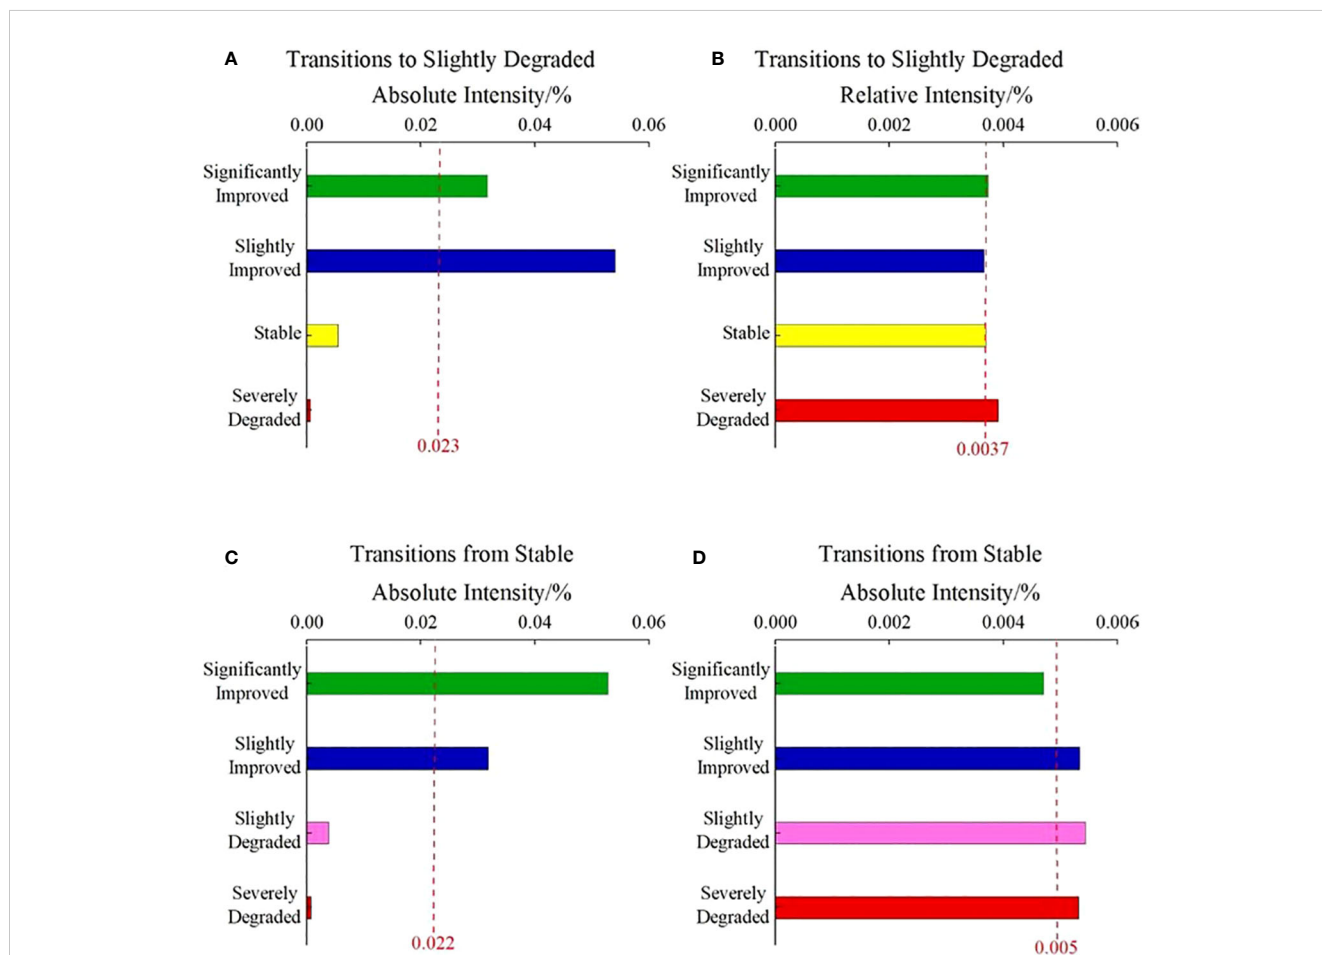 A Transitions to Slightly Degraded
Absolute Intensity/%
0.00 0.02 0.04 0.06
Significantly
Improved
Slightly
Improved
Stable
Severely
Degraded
0.023
B Transitions to Slightly Degraded
Relative Intensity/%
0.000 0.002 0.004 0.006
Significantly
Improved
Slightly
Improved
Stable
Severely
Degraded
0.0037
C Transitions from Stable
Absolute Intensity/%
0.00 0.02 0.04 0.06
Significantly
Improved
Slightly
Improved
Slightly
Degraded
Severely
Degraded
0.022
D Transitions from Stable
Absolute Intensity/%
0.000 0.002 0.004 0.006
Significantly
Improved
Slightly
Improved
Slightly
Degraded
Severely
Degraded
0.005